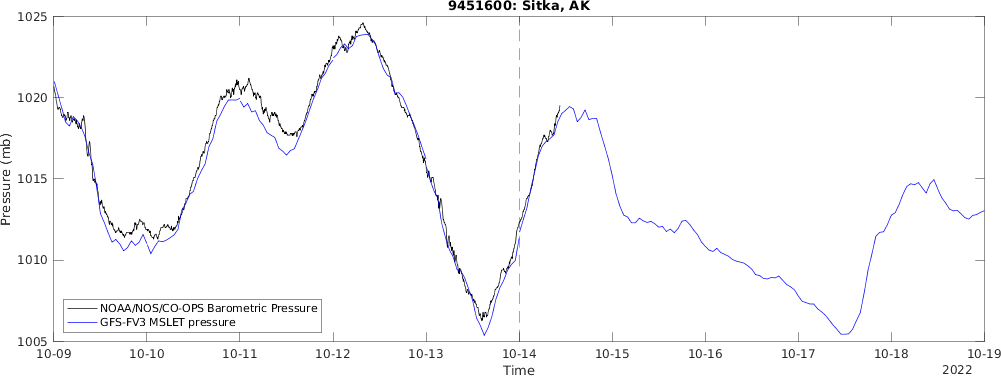 9451600: Sitka, AK
1025
1020
1015
1010
1005
Pressure (mb)
NOAA/NOS/CO-OPS Barometric Pressure
GFS-FV3 MSLET pressure
10-09 10-10 10-11 10-12 10-13 10-14 10-15 10-16 10-17 10-18 10-19
Time
2022